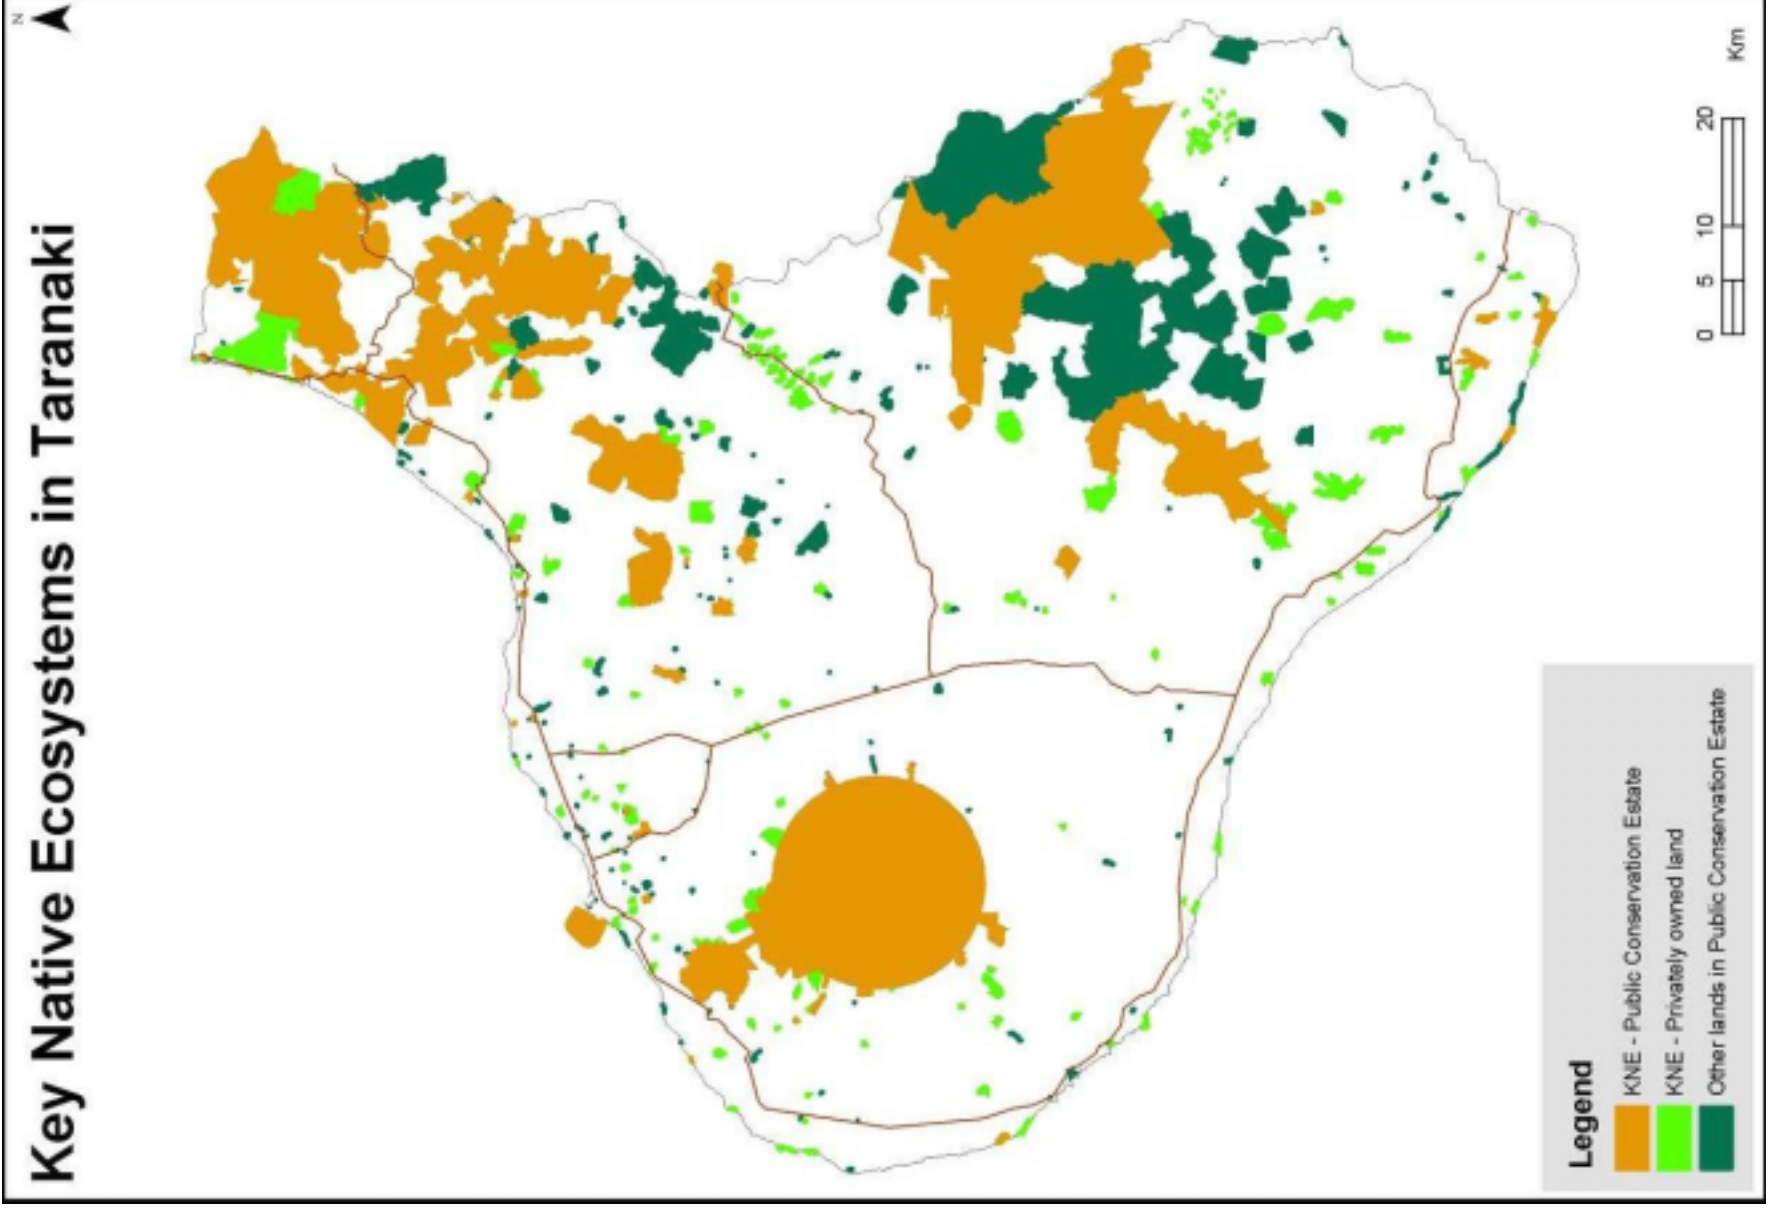 Key Native Ecosystems in Taranaki
N
Legend
KNE - Public Conservation Estate
KNE - Privately owned land
Other lands in Public Conservation Estate
0 5 10 20
Km